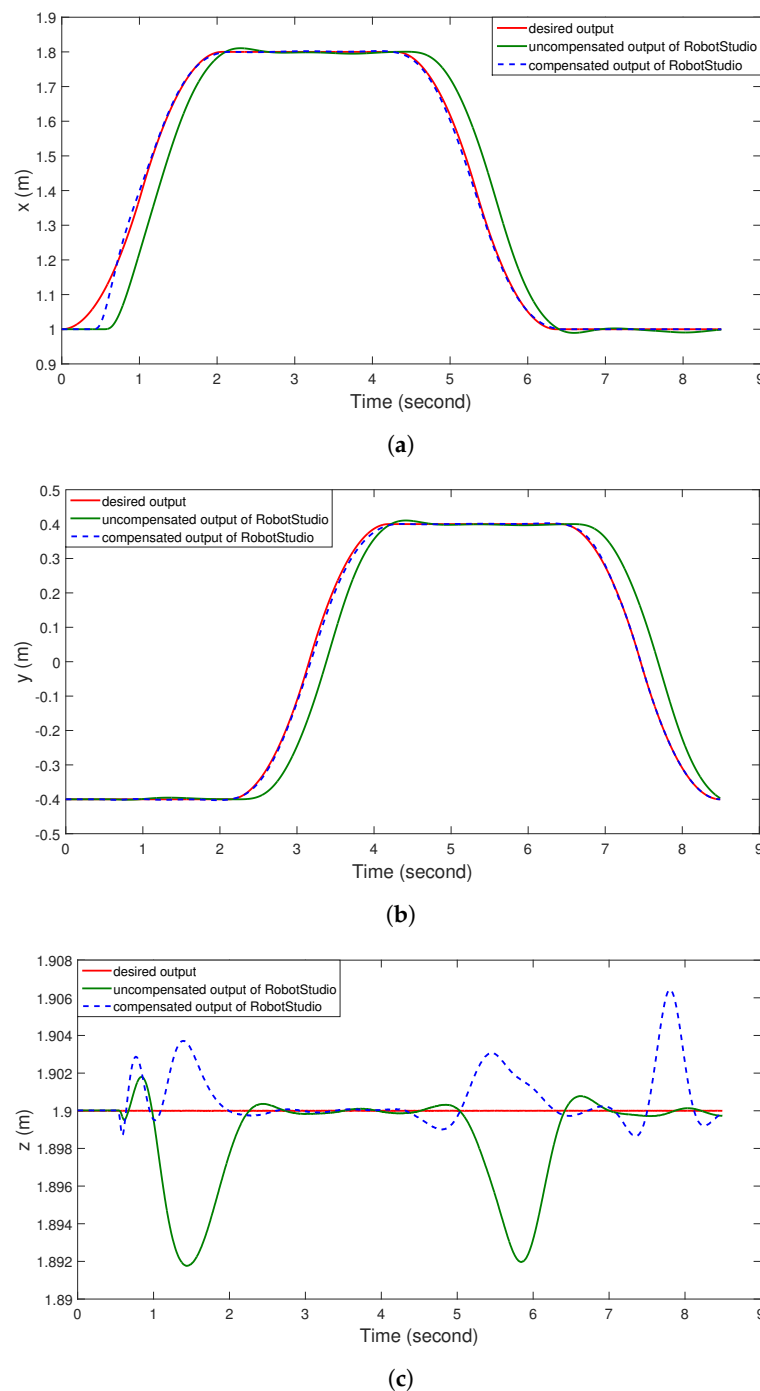 1.9
1.8
1.7
1.6
1.5
1.4
1.3
1.2
1.1
1
0.9
x (m)
desired output
uncompensated output of RobotStudio
compensated output of RobotStudio
0 1 2 3 4 5 6 7 8 9
Time (second)
(a)
0.5
0.4
0.3
0.2
0.1
0
-0.1
-0.2
-0.3
-0.4
-0.5
y (m)
desired output
uncompensated output of RobotStudio
compensated output of RobotStudio
0 1 2 3 4 5 6 7 8 9
Time (second)
(b)
1.908
1.906
1.904
1.902
1.9
1.898
1.896
1.894
1.892
1.89
z (m)
desired output
uncompensated output of RobotStudio
compensated output of RobotStudio
0 1 2 3 4 5 6 7 8 9
Time (second)
(c)